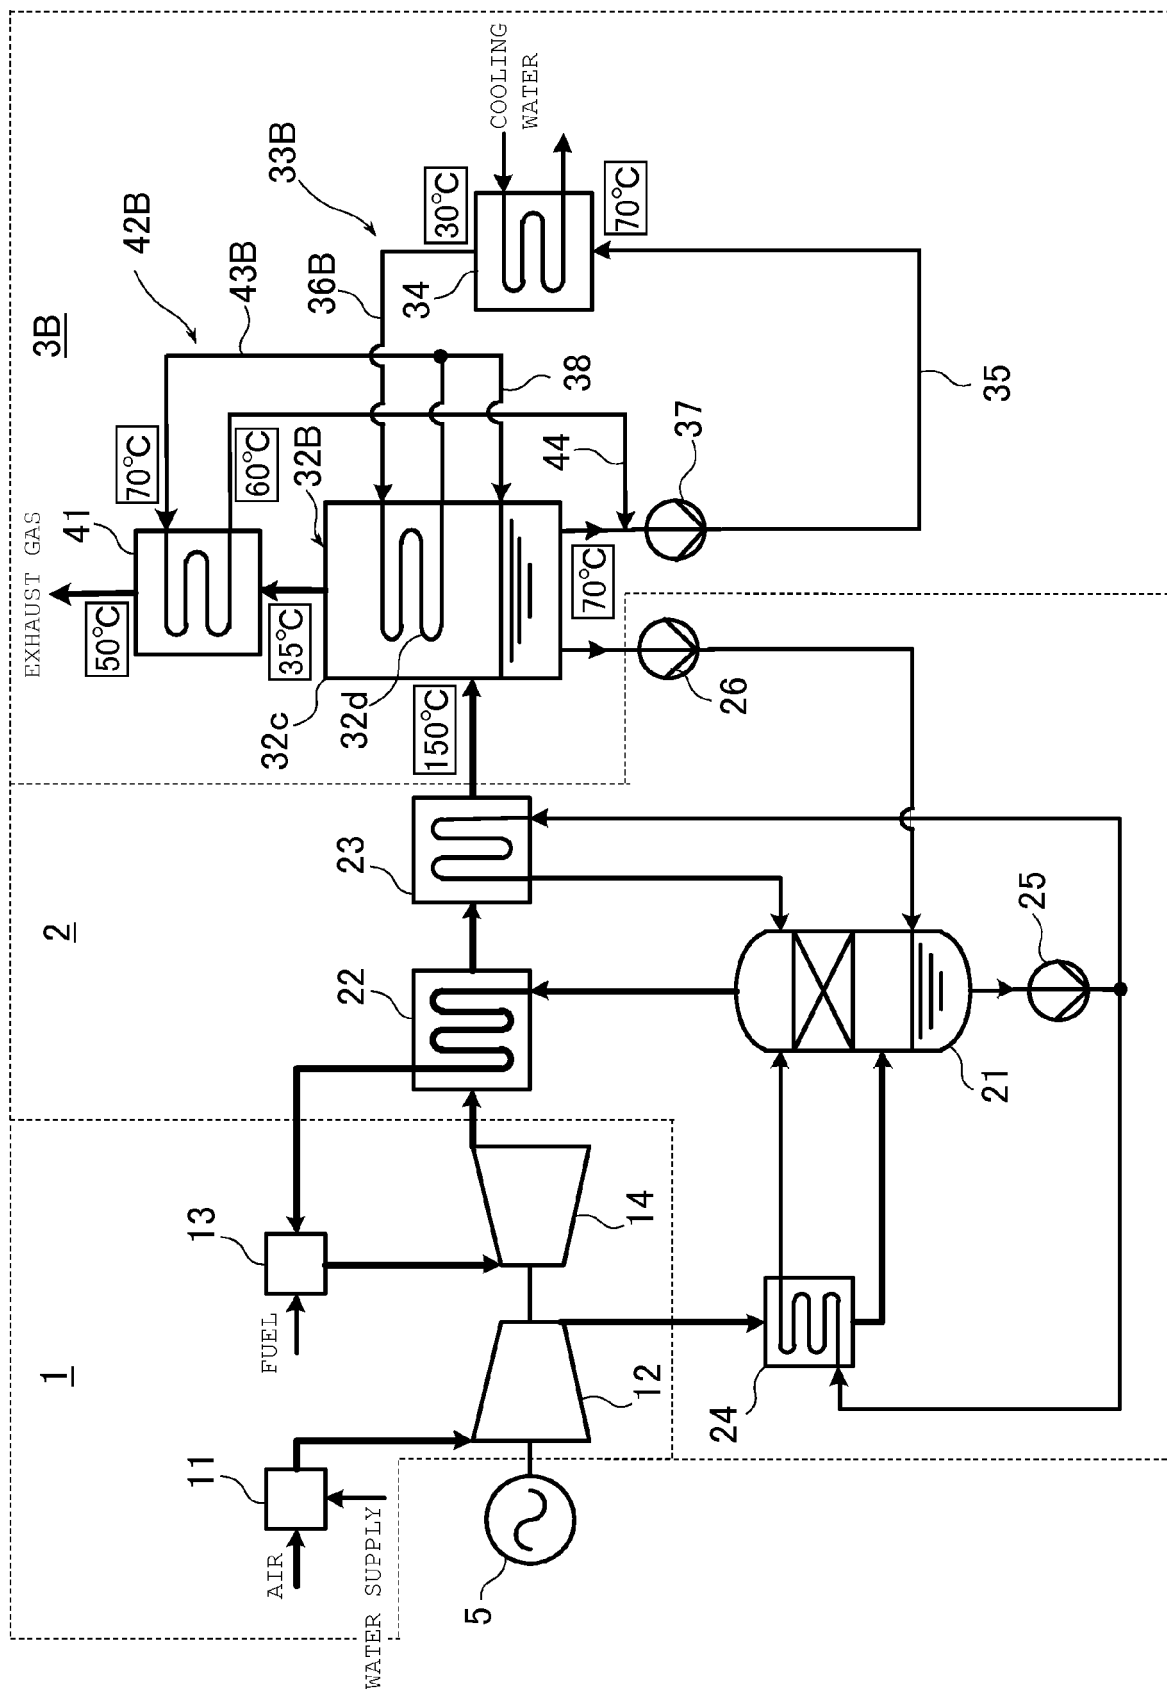 3B
42B
43B
33B
36B
COOLING
WATER
30°C
34
70°C
38
35
EXHAUST GAS
41
70°C
60°C
50°C
35°C
32B
44
37
70°C
32c
32d
150°C
26
2
23
22
25
21
1
13
FUEL
14
11
AIR
WATER SUPPLY
12
24
5